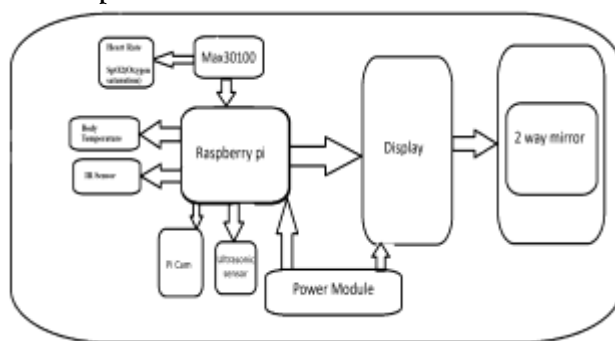 Heart Rate
SpO2(Oxygen
saturation)
Max30100
Body
Temperature
IR Sensor
Raspberry pi
Display
2 way mirror
Pi Cam
ultrasonic
sensor
Power Module